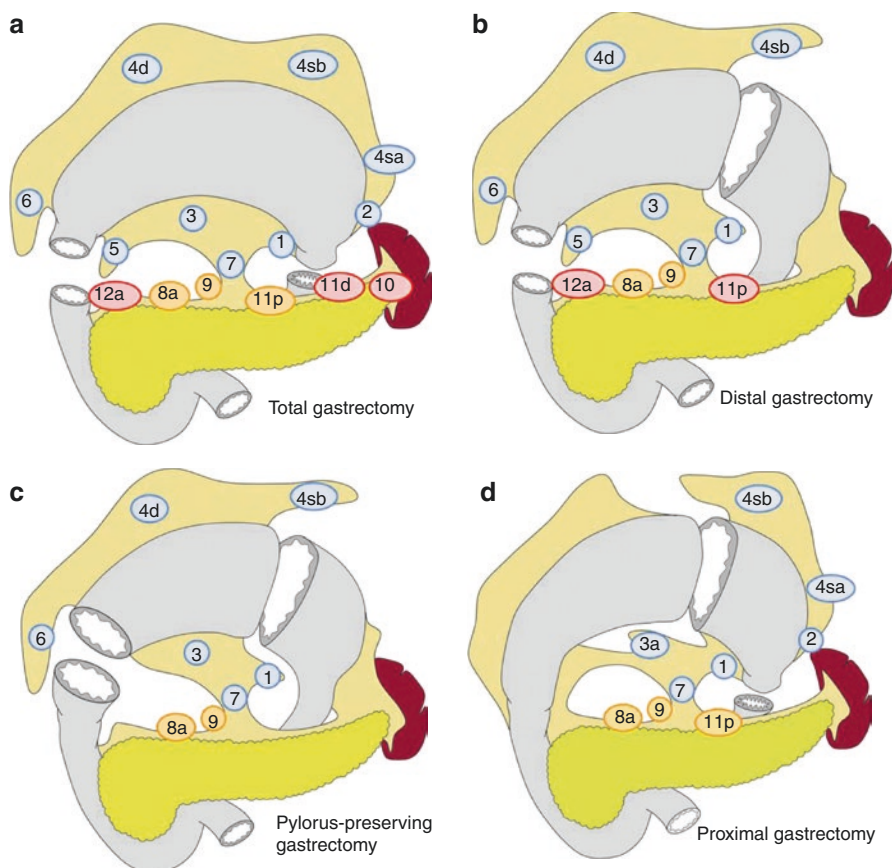 a
4d
4sb
4sa
6
3
2
5
1
7
12a
8a
9
11p
11d
10
Total gastrectomy
b
4sb
4d
6
3
5
1
7
12a
8a
9
11p
Distal gastrectomy
c
4d
4sb
6
3
1
7
8a
9
Pylorus-preserving
gastrectomy
d
4sb
4sa
3a
2
1
7
8a
9
11p
Proximal gastrectomy